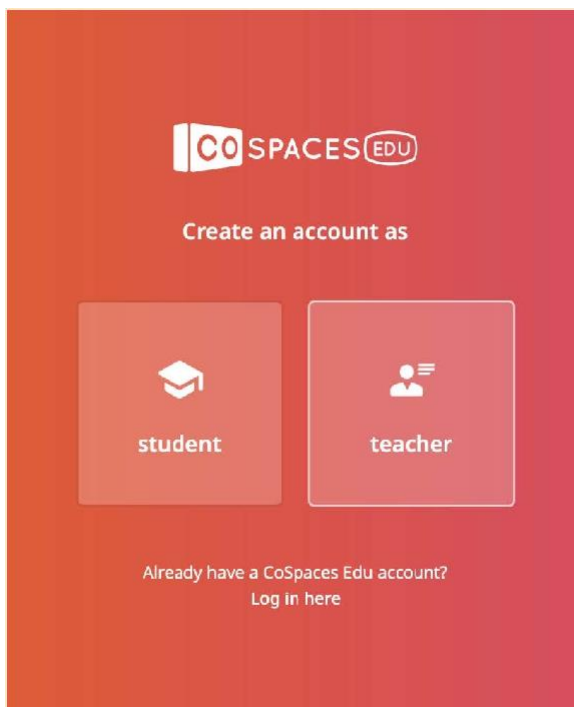 CO SPACES EDU
Create an account as
student
teacher
Already have a CoSpaces Edu account?
Log in here